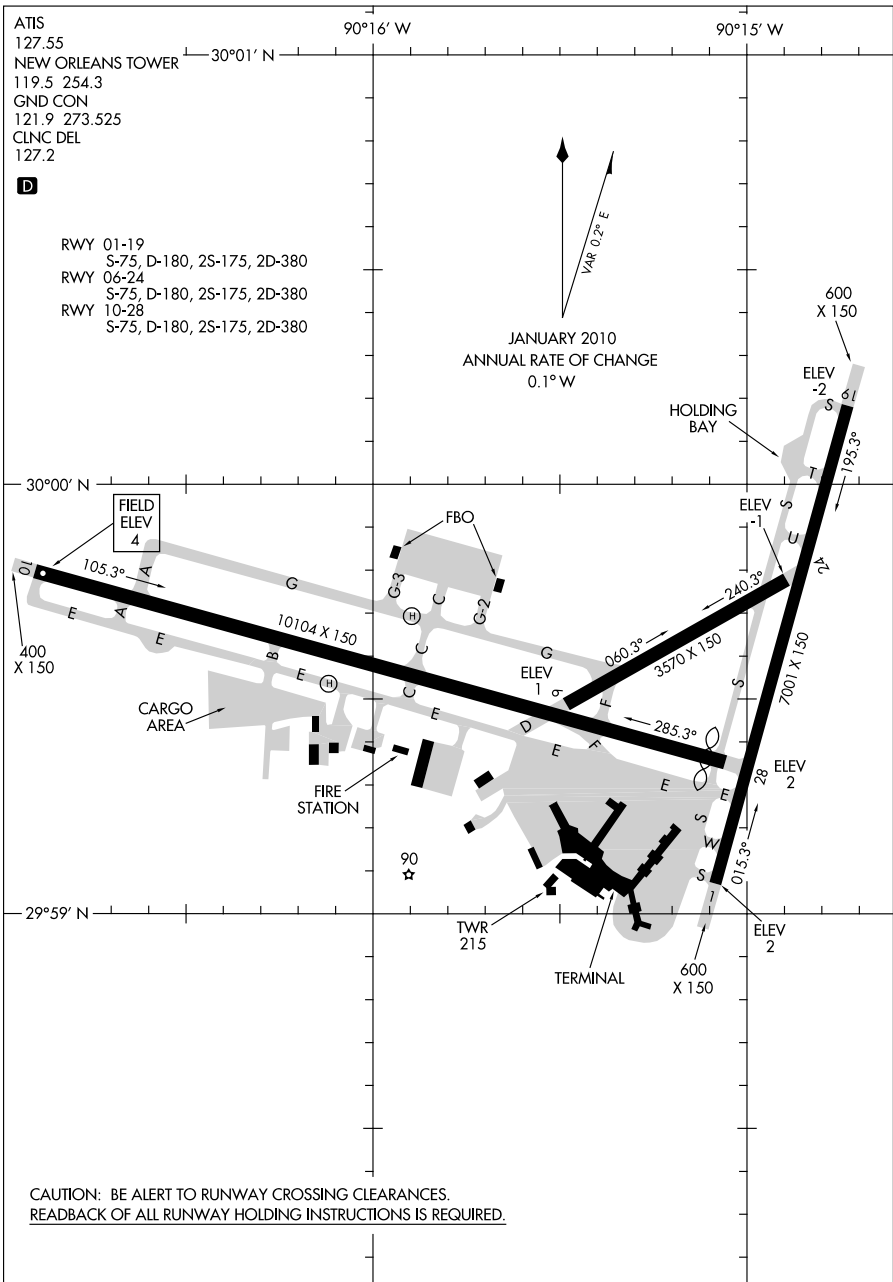 ATIS
127.55
NEW ORLEANS TOWER
119.5 254.3
GND CON
121.9 273.525
CLNC DEL
127.2
D
90°16' W
90°15' W
30°01' N
RWY 01-19
S-75, D-180, 2S-175, 2D-380
RWY 06-24
S-75, D-180, 2S-175, 2D-380
RWY 10-28
S-75, D-180, 2S-175, 2D-380
VAR 0.2° E
JANUARY 2010
ANNUAL RATE OF CHANGE
0.1° W
600
X 150
ELEV
-2
19
S
HOLDING
BAY
195.3°
T
S
30°00' N
FIELD
ELEV
4
FBO
ELEV
-1
U
24
10
105.3°
A
G
G-3
C
G-2
240.3°
A
H
060.3°
3570 X 150
E
E
10104 X 150
C
G
7001 X 150
400
X 150
B
E
H
C
E
ELEV
1
6
F
S
CARGO
AREA
D
E
F
285.3°
E
E
28
ELEV
2
FIRE
STATION
S
W
S
015.3°
1
90
29°59' N
TWR
215
TERMINAL
600
X 150
ELEV
2
CAUTION: BE ALERT TO RUNWAY CROSSING CLEARANCES.
READBACK OF ALL RUNWAY HOLDING INSTRUCTIONS IS REQUIRED.